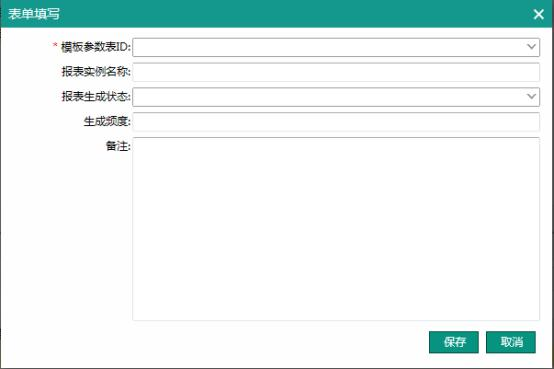 表单填写
* 模板参数表ID:
报表实例名称:
报表生成状态:
生成频度:
备注:
保存 取消